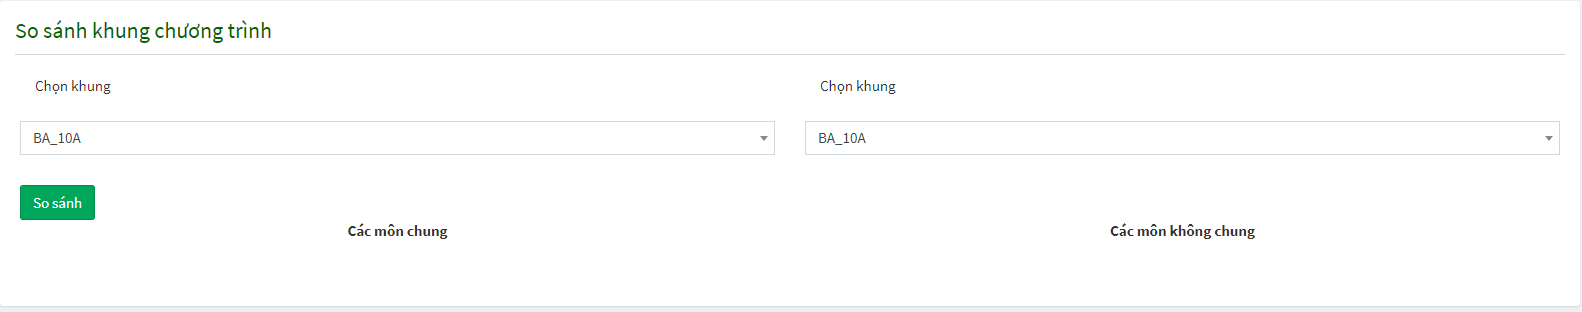 So sánh khung chương trình
Chọn khung
Chọn khung
BA_10A
BA_10A
So sánh
Các môn chung
Các môn không chung